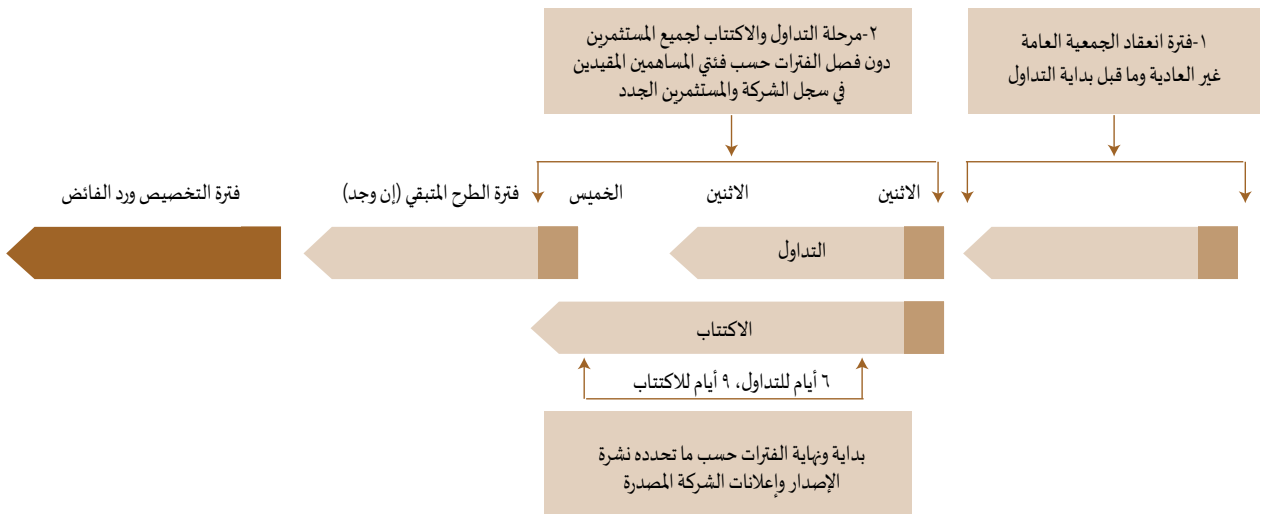 ١-فترة انعقاد الجمعية العامة
غير العادية وما قبل بداية التداول
٢-مرحلة التداول والاكتتاب لجميع المستثمرين
دون فصل الفترات حسب فئتي المساهمين المقيدين
في سجل الشركة والمستثمرين الجدد
الاثنين
الاثنين
الخميس
فترة الطرح المتبقي (إن وجد)
فترة التخصيص ورد الفائض
التداول
الاكتتاب
٦ أيام للتداول، ٩ أيام للاكتتاب
بداية ونهاية الفترات حسب ما تحدده نشرة
الإصدار وإعلانات الشركة المصدرة